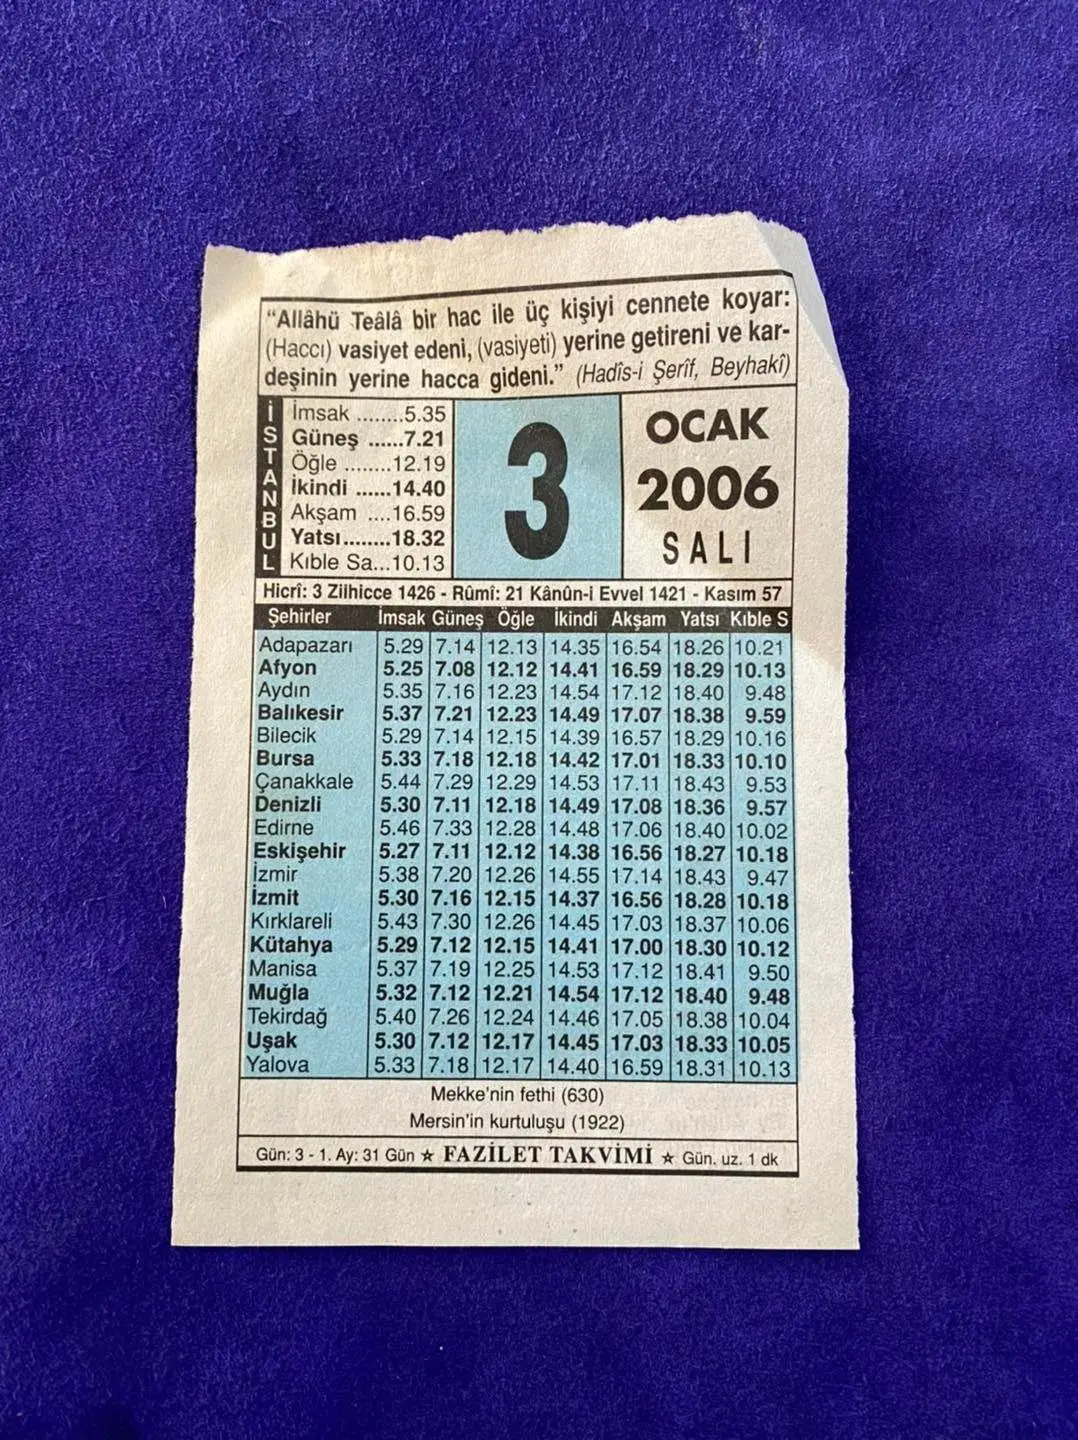 “Allâhü Teâlâ bir hac ile üç kişiyi cennete koyar:
(Haccı) vasiyet edeni, (vasiyeti) yerine getireni ve kar-
deşinin yerine hacca gideni.” (Hadîs-i Şerîf, Beyhakî)
İSTANBUL
İmsak ........5.35
Güneş ......7.21
Öğle ........12.19
İkindi ......14.40
Akşam ....16.59
Yatsı........18.32
Kıble Sa...10.13
3
OCAK
2006
SALI
Hicrî: 3 Zilhicce 1426 - Rûmî: 21 Kânûn-i Evvel 1421 - Kasım 57
Şehirler İmsak Güneş Öğle İkindi Akşam Yatsı Kıble S
Adapazarı 5.29 7.14 12.13 14.35 16.54 18.26 10.21
Afyon 5.25 7.08 12.12 14.41 16.59 18.29 10.13
Aydın 5.35 7.16 12.23 14.54 17.12 18.40 9.48
Balıkesir 5.37 7.21 12.23 14.49 17.07 18.38 9.59
Bilecik 5.29 7.14 12.15 14.39 16.57 18.29 10.16
Bursa 5.33 7.18 12.18 14.42 17.01 18.33 10.10
Çanakkale 5.44 7.29 12.29 14.53 17.11 18.43 9.53
Denizli 5.30 7.11 12.18 14.49 17.08 18.36 9.57
Edirne 5.46 7.33 12.28 14.48 17.06 18.40 10.02
Eskişehir 5.27 7.11 12.12 14.38 16.56 18.27 10.18
İzmir 5.38 7.20 12.26 14.55 17.14 18.43 9.47
İzmit 5.30 7.16 12.15 14.37 16.56 18.28 10.18
Kırklareli 5.43 7.30 12.26 14.45 17.03 18.37 10.06
Kütahya 5.29 7.12 12.15 14.41 17.00 18.30 10.12
Manisa 5.37 7.19 12.25 14.53 17.12 18.41 9.50
Muğla 5.32 7.12 12.21 14.54 17.12 18.40 9.48
Tekirdağ 5.40 7.26 12.24 14.46 17.05 18.38 10.04
Uşak 5.30 7.12 12.17 14.45 17.03 18.33 10.05
Yalova 5.33 7.18 12.17 14.40 16.59 18.31 10.13
Mekke’nin fethi (630)
Mersin’in kurtuluşu (1922)
Gün: 3 - 1. Ay: 31 Gün ★ FAZİLET TAKVİMİ ★ Gün. uz. 1 dk